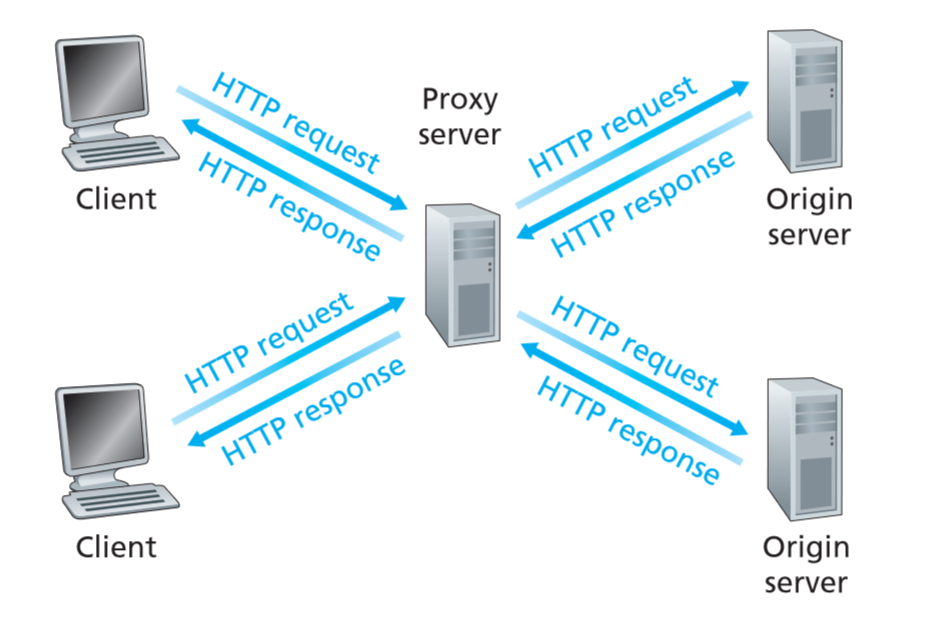 HTTP request
HTTP response
Client
Proxy
server
HTTP request
HTTP response
Origin
server
HTTP request
HTTP response
Client
HTTP request
HTTP response
Origin
server